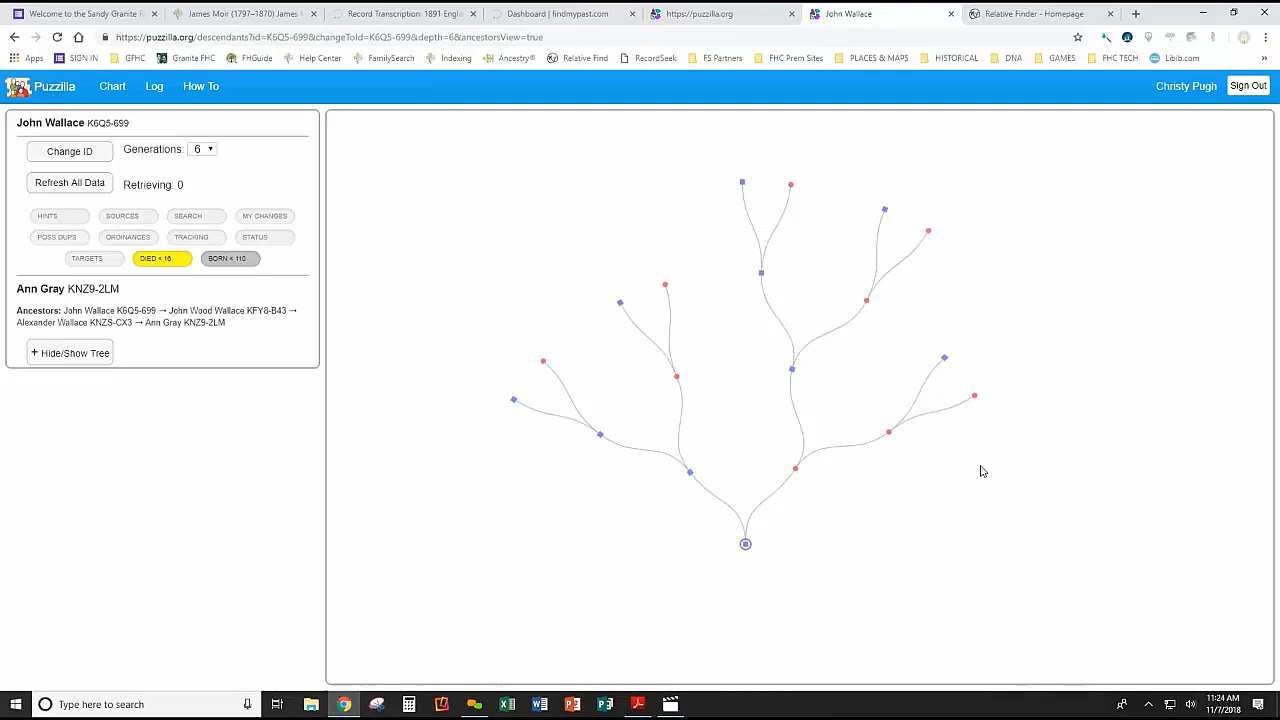 Welcome to the Sandy Granite F
James Moir (1797–1870) James
Record Transcription: 1891 Engl
Dashboard | findmypast.com
https://puzzilla.org
John Wallace
Relative Finder - Homepage
https://puzzilla.org/descendants?id=K6Q5-699&changeToId=K6Q5-699&depth=6&ancestorsView=true
Apps SIGN IN GFHC Granite FHC FHGuide Help Center FamilySearch Indexing Ancestry® Relative Find RecordSeek FS Partners FHC Prem Sites PLACES & MAPS HISTORICAL DNA GAMES FHC TECH Libib.com »
Puzzilla Chart Log How To Christy Pugh Sign Out
John Wallace K6Q5-699
Change ID Generations: 6
Refresh All Data Retrieving: 0
HINTS SOURCES SEARCH MY CHANGES
POSS DUPS ORDINANCES TRACKING STATUS
TARGETS DIED < 16 BORN < 110
Ann Gray KNZ9-2LM
Ancestors: John Wallace K6Q5-699 → John Wood Wallace KFY8-B43 →
Alexander Wallace KNZS-CX3 → Ann Gray KNZ9-2LM
+ Hide/Show Tree
Type here to search
11:24 AM
11/7/2018